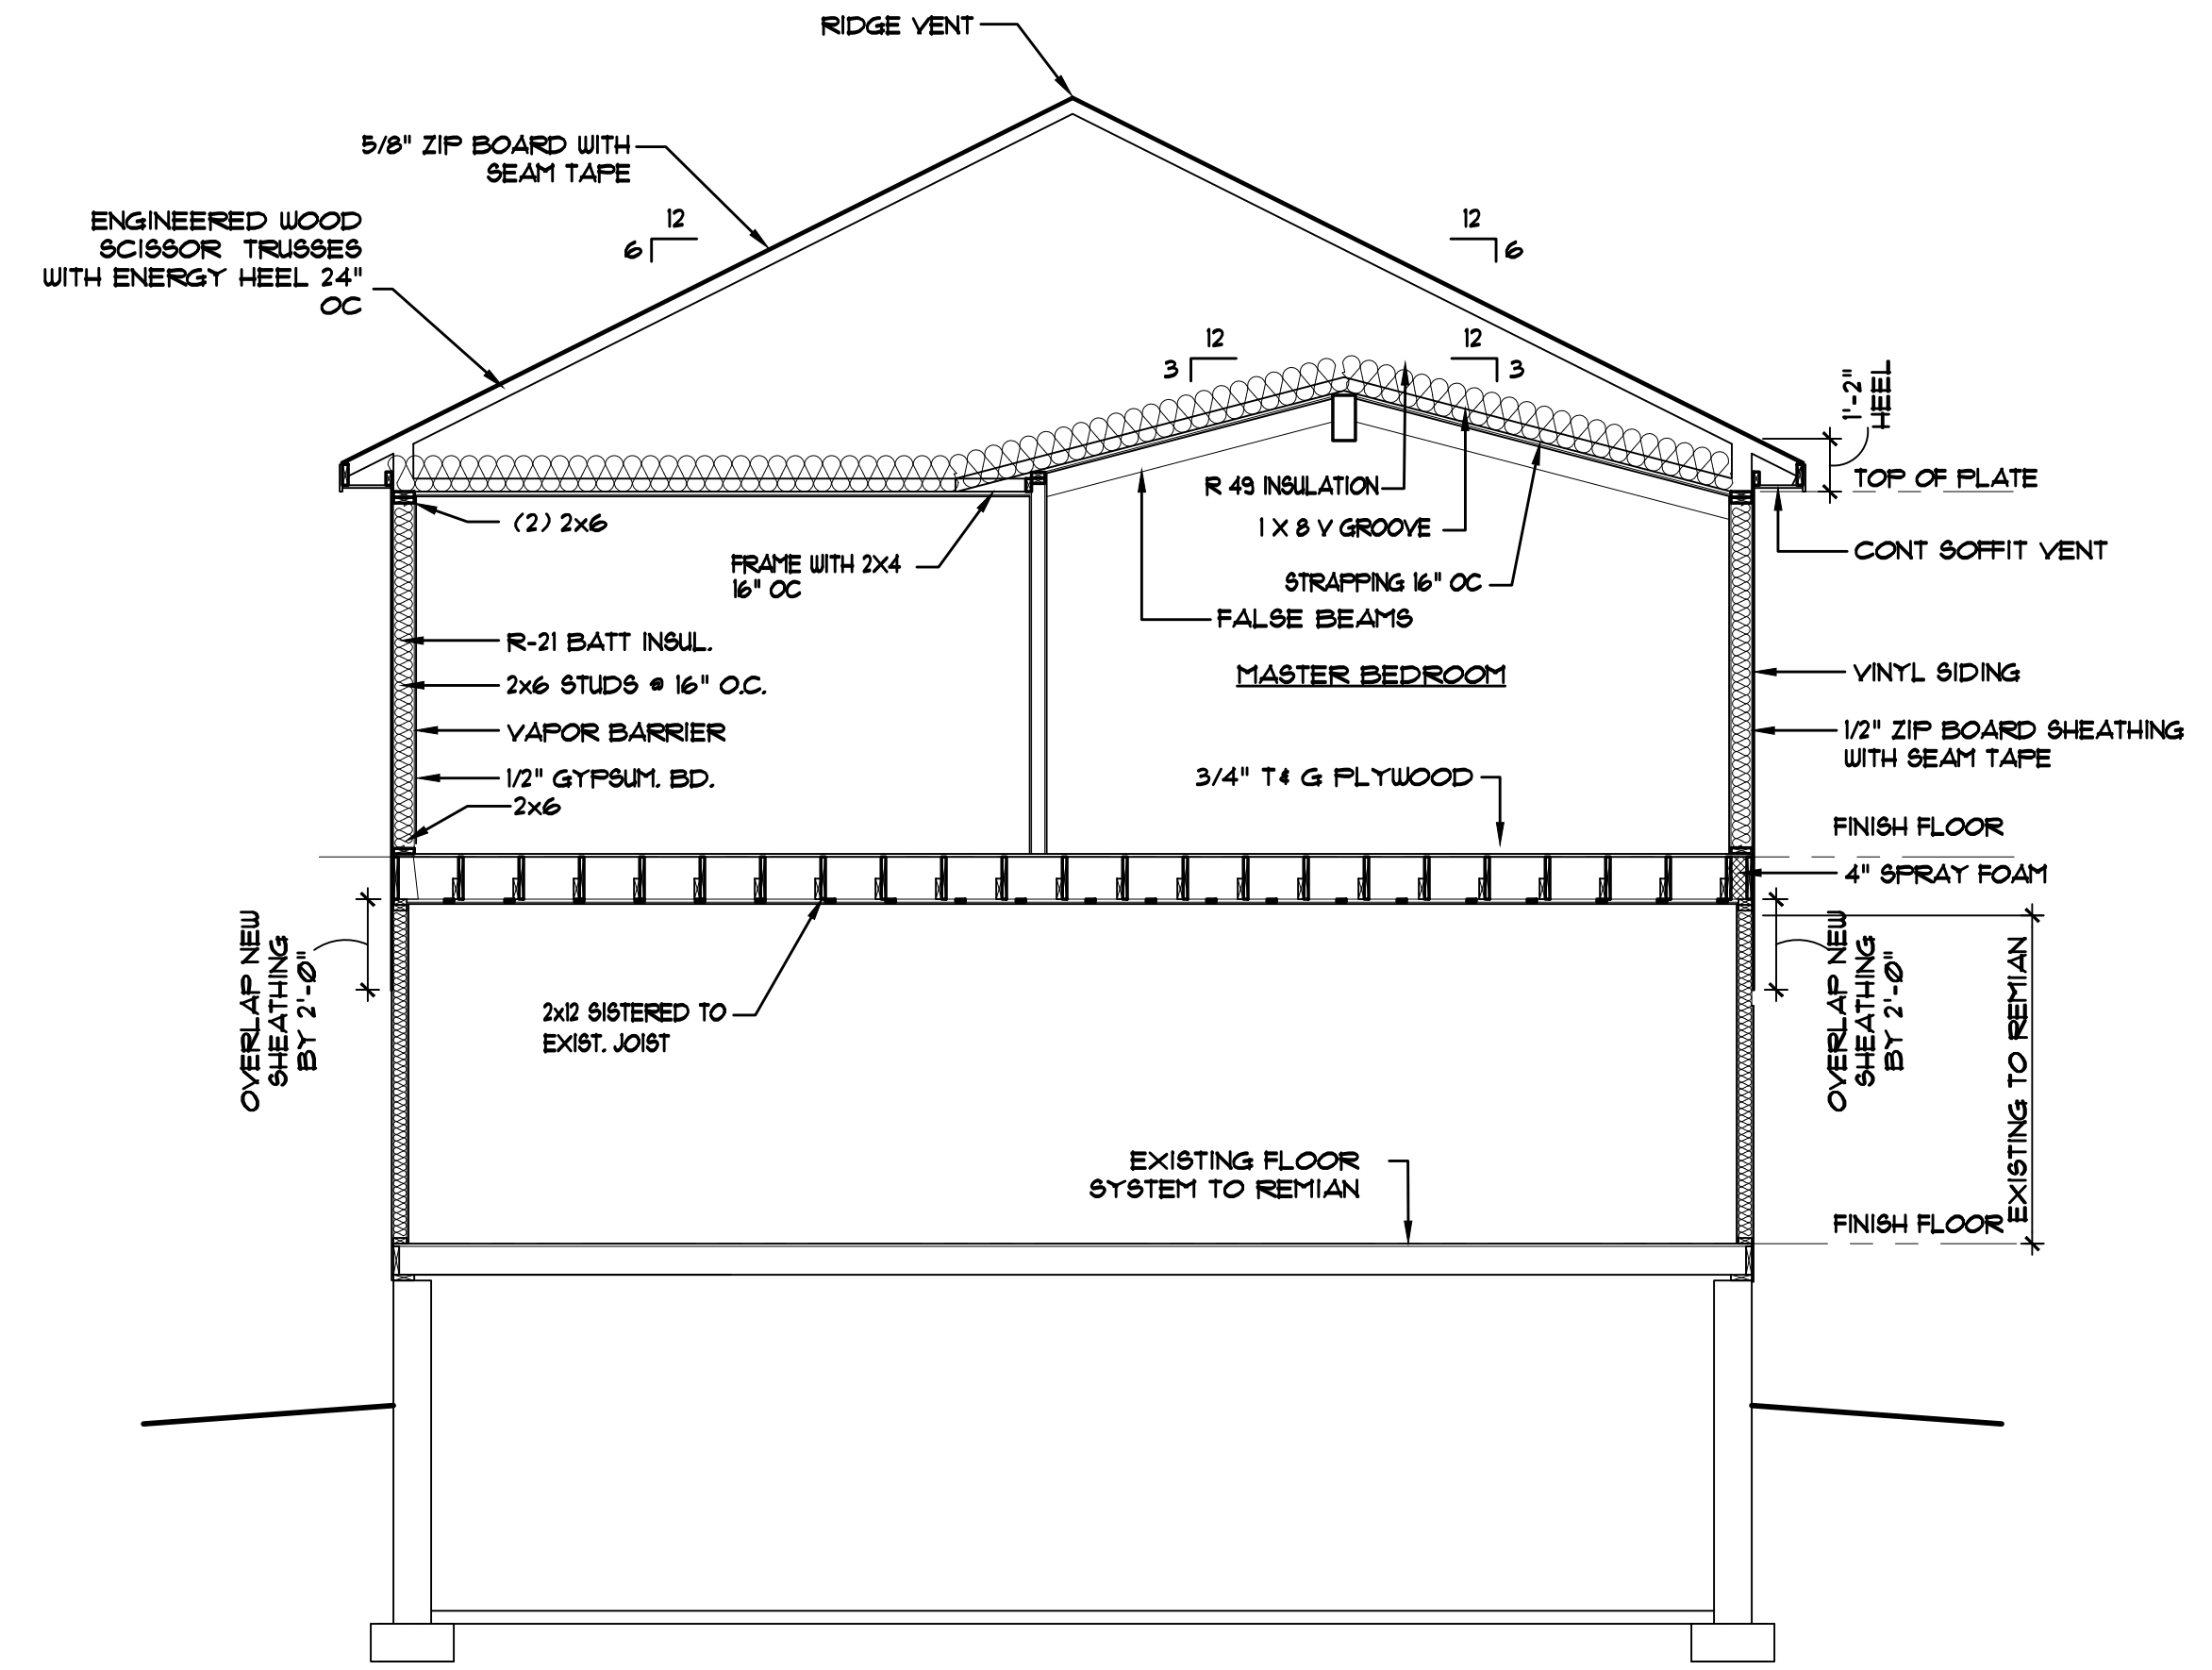 RIDGE VENT
5/8" ZIP BOARD WITH
SEAM TAPE
ENGINEERED WOOD
SCISSOR TRUSSES
WITH ENERGY HEEL 24"
OC
12
6
12
6
12
3
12
3
1'-2"
HEEL
TOP OF PLATE
R 49 INSULATION
1 X 8 V GROOVE
(2) 2x6
FRAME WITH 2X4
16" OC
STRAPPING 16" OC
CONT SOFFIT VENT
FALSE BEAMS
R-21 BATT INSUL.
MASTER BEDROOM
VINYL SIDING
2x6 STUDS @ 16" O.C.
VAPOR BARRIER
1/2" ZIP BOARD SHEATHING
WITH SEAM TAPE
1/2" GYPSUM. BD.
3/4" T& G PLYWOOD
2x6
FINISH FLOOR
4" SPRAY FOAM
OVERLAP NEW
SHEATHING
BY 2'-0"
OVERLAP NEW
SHEATHING
BY 2'-0"
EXISTING TO REMIAN
2x12 SISTERED TO
EXIST. JOIST
EXISTING FLOOR
SYSTEM TO REMIAN
FINISH FLOOR